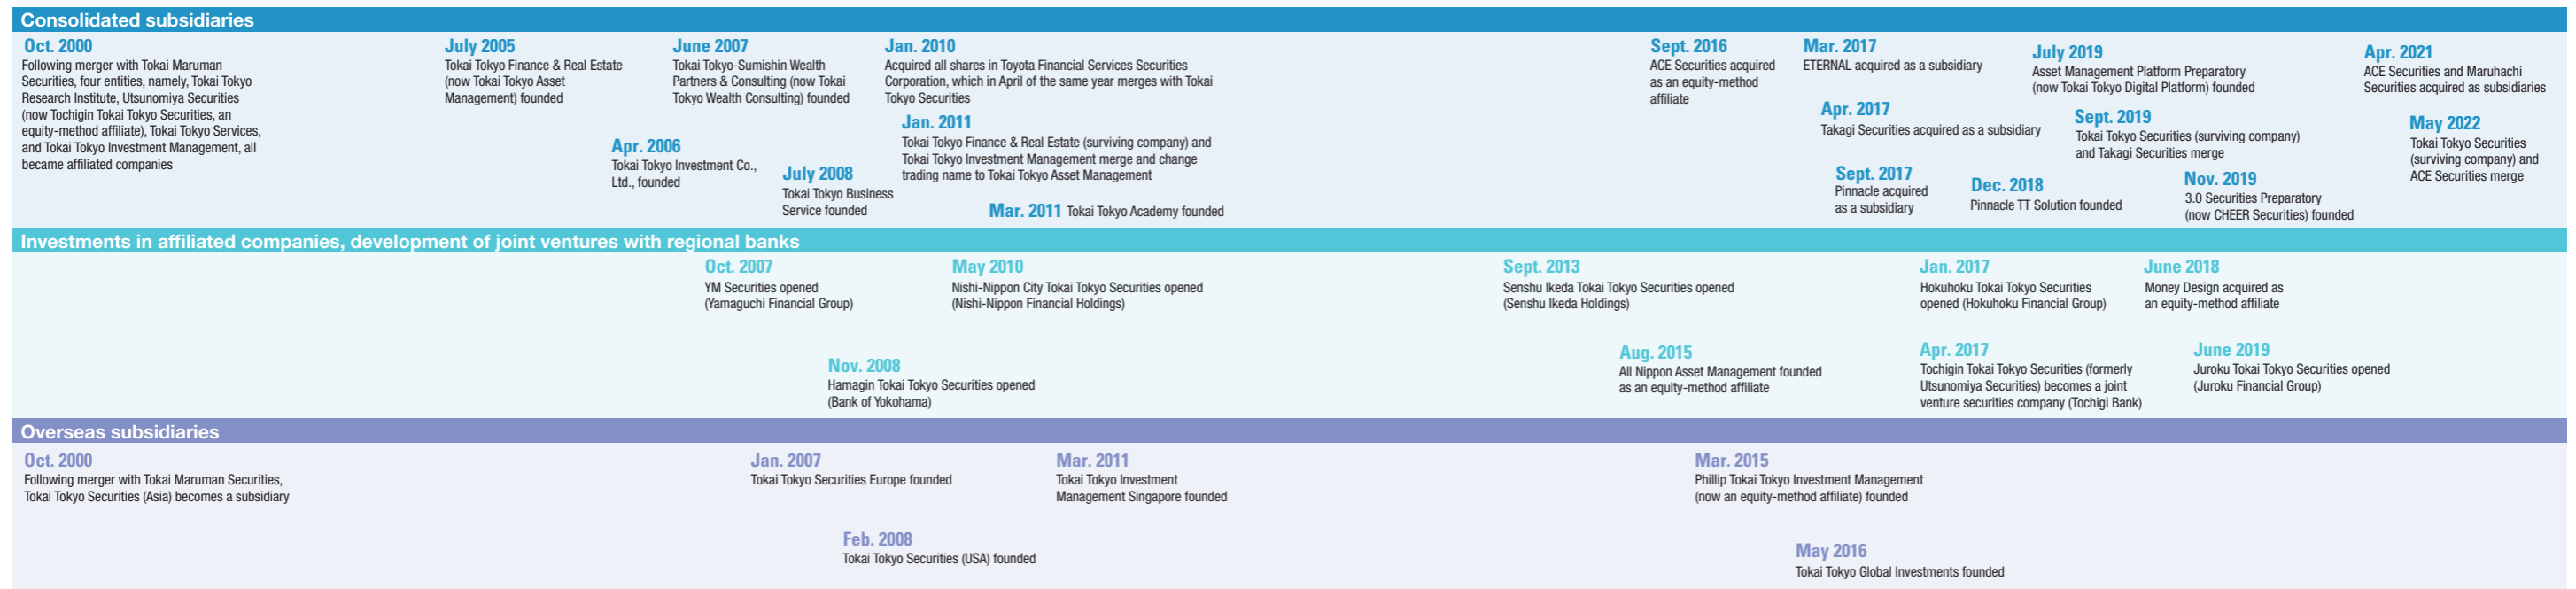 Consolidated subsidiaries
Oct. 2000
Following merger with Tokai Maruman
Securities, four entities, namely, Tokai Tokyo
Research Institute, Utsunomiya Securities
(now Tochigin Tokai Tokyo Securities, an
equity-method affiliate), Tokai Tokyo Services,
and Tokai Tokyo Investment Management, all
became affiliated companies
July 2005
Tokai Tokyo Finance & Real Estate
(now Tokai Tokyo Asset
Management) founded
Apr. 2006
Tokai Tokyo Investment Co.,
Ltd., founded
June 2007
Tokai Tokyo-Sumishin Wealth
Partners & Consulting (now Tokai
Tokyo Wealth Consulting) founded
July 2008
Tokai Tokyo Business
Service founded
Jan. 2010
Acquired all shares in Toyota Financial Services Securities
Corporation, which in April of the same year merges with Tokai
Tokyo Securities
Jan. 2011
Tokai Tokyo Finance & Real Estate (surviving company) and
Tokai Tokyo Investment Management merge and change
trading name to Tokai Tokyo Asset Management
Mar. 2011 Tokai Tokyo Academy founded
Sept. 2016
ACE Securities acquired
as an equity-method
affiliate
Mar. 2017
ETERNAL acquired as a subsidiary
Apr. 2017
Takagi Securities acquired as a subsidiary
Sept. 2017
Pinnacle acquired
as a subsidiary
Dec. 2018
Pinnacle TT Solution founded
July 2019
Asset Management Platform Preparatory
(now Tokai Tokyo Digital Platform) founded
Sept. 2019
Tokai Tokyo Securities (surviving company)
and Takagi Securities merge
Nov. 2019
3.0 Securities Preparatory
(now CHEER Securities) founded
Apr. 2021
ACE Securities and Maruhachi
Securities acquired as subsidiaries
May 2022
Tokai Tokyo Securities
(surviving company) and
ACE Securities merge
Investments in affiliated companies, development of joint ventures with regional banks
Oct. 2007
YM Securities opened
(Yamaguchi Financial Group)
Nov. 2008
Hamagin Tokai Tokyo Securities opened
(Bank of Yokohama)
May 2010
Nishi-Nippon City Tokai Tokyo Securities opened
(Nishi-Nippon Financial Holdings)
Sept. 2013
Senshu Ikeda Tokai Tokyo Securities opened
(Senshu Ikeda Holdings)
Aug. 2015
All Nippon Asset Management founded
as an equity-method affiliate
Jan. 2017
Hokuhoku Tokai Tokyo Securities
opened (Hokuhoku Financial Group)
Apr. 2017
Tochigin Tokai Tokyo Securities (formerly
Utsunomiya Securities) becomes a joint
venture securities company (Tochigi Bank)
June 2018
Money Design acquired as
an equity-method affiliate
June 2019
Juroku Tokai Tokyo Securities opened
(Juroku Financial Group)
Overseas subsidiaries
Oct. 2000
Following merger with Tokai Maruman Securities,
Tokai Tokyo Securities (Asia) becomes a subsidiary
Jan. 2007
Tokai Tokyo Securities Europe founded
Feb. 2008
Tokai Tokyo Securities (USA) founded
Mar. 2011
Tokai Tokyo Investment
Management Singapore founded
Mar. 2015
Phillip Tokai Tokyo Investment Management
(now an equity-method affiliate) founded
May 2016
Tokai Tokyo Global Investments founded